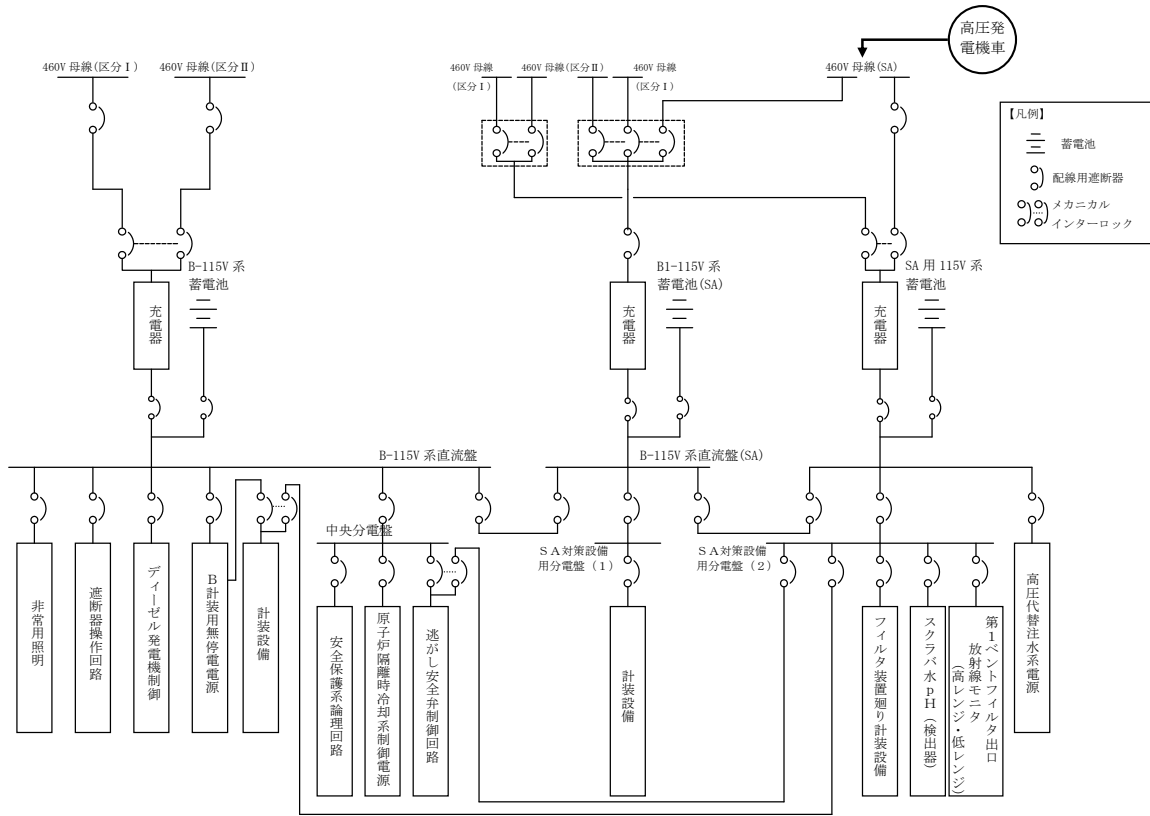 高圧発
電機車
460V 母線(区分Ⅰ)
460V 母線(区分Ⅱ)
460V 母線
(区分Ⅰ)
460V 母線(区分Ⅱ)
460V 母線
(区分Ⅰ)
460V 母線(SA)
【凡例】
蓄電池
配線用遮断器
メカニカル
インターロック
B-115V 系
蓄電池
充電器
B1-115V 系
蓄電池(SA)
充電器
SA 用 115V 系
蓄電池
充電器
B-115V 系直流盤
B-115V 系直流盤(SA)
中央分電盤
SA対策設備
用分電盤(1)
SA対策設備
用分電盤(2)
非常用照明
遮断器操作回路
ディーゼル発電機制御
B計装用無停電電源
計装設備
安全保護系論理回路
原子炉隔離時冷却系制御電源
逃がし安全弁制御回路
計装設備
フィルタ装置廻り計装設備
スクラバ水pH(検出器)
第1ベントフィルタ出口
放射線モニタ
(高レンジ・低レンジ)
高圧代替注水系電源